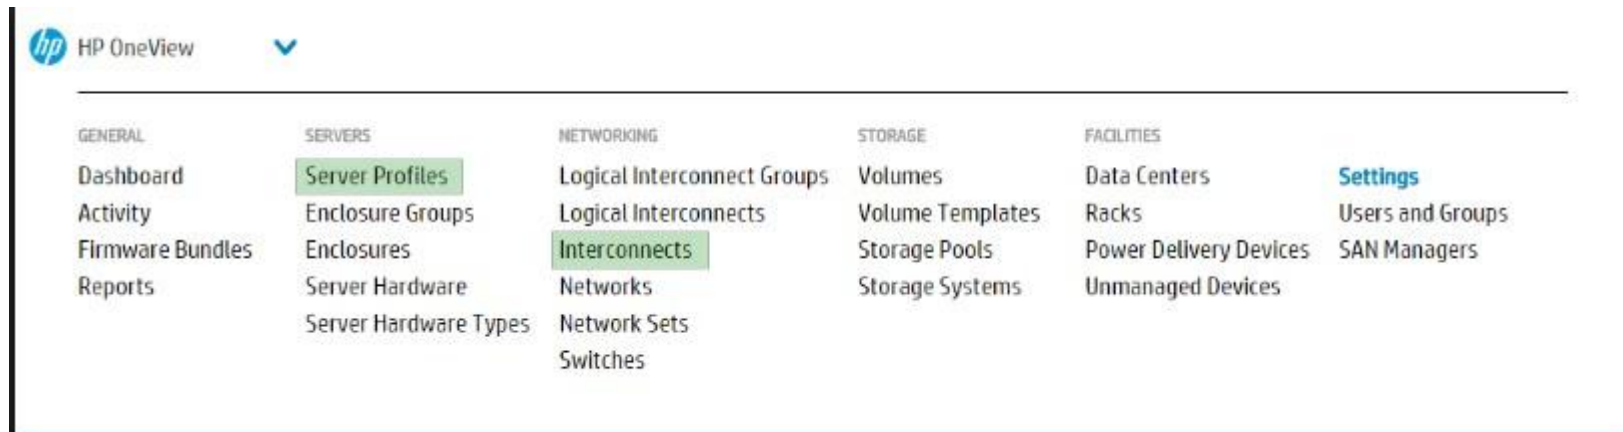 hp HP OneView
GENERAL
Dashboard
Activity
Firmware Bundles
Reports
SERVERS
Server Profiles
Enclosure Groups
Enclosures
Server Hardware
Server Hardware Types
NETWORKING
Logical Interconnect Groups
Logical Interconnects
Interconnects
Networks
Network Sets
Switches
STORAGE
Volumes
Volume Templates
Storage Pools
Storage Systems
FACILITIES
Data Centers
Racks
Power Delivery Devices
Unmanaged Devices
Settings
Users and Groups
SAN Managers